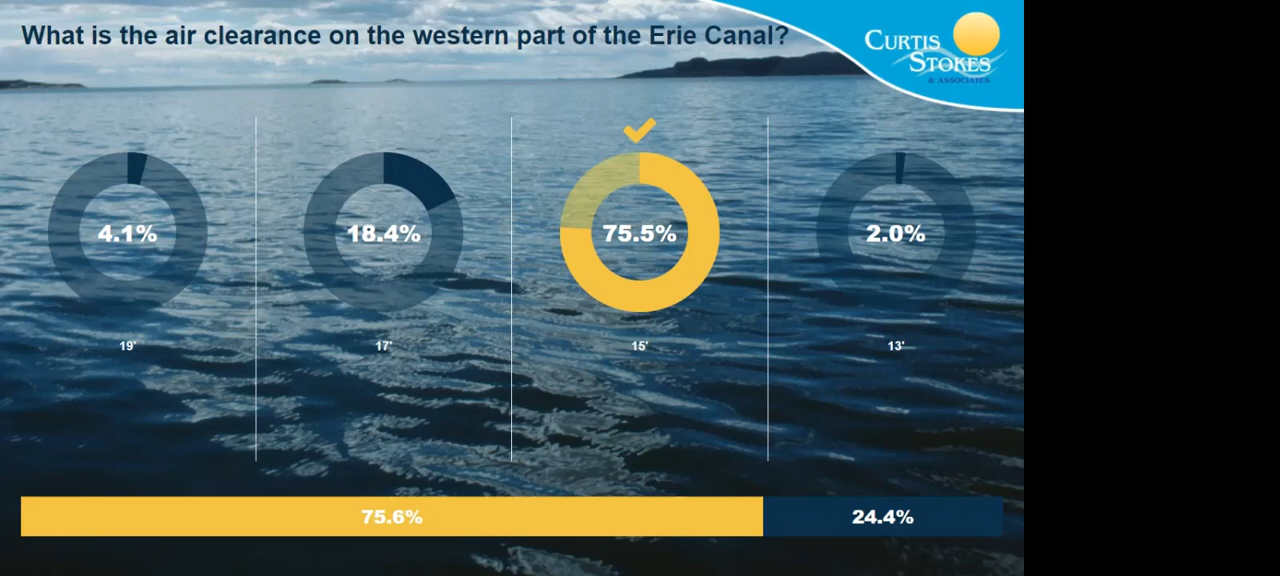 What is the air clearance on the western part of the Erie Canal?
CURTIS
STOKES
& ASSOCIATES
4.1%
18.4%
75.5%
2.0%
19'
17'
15'
13'
75.6%
24.4%